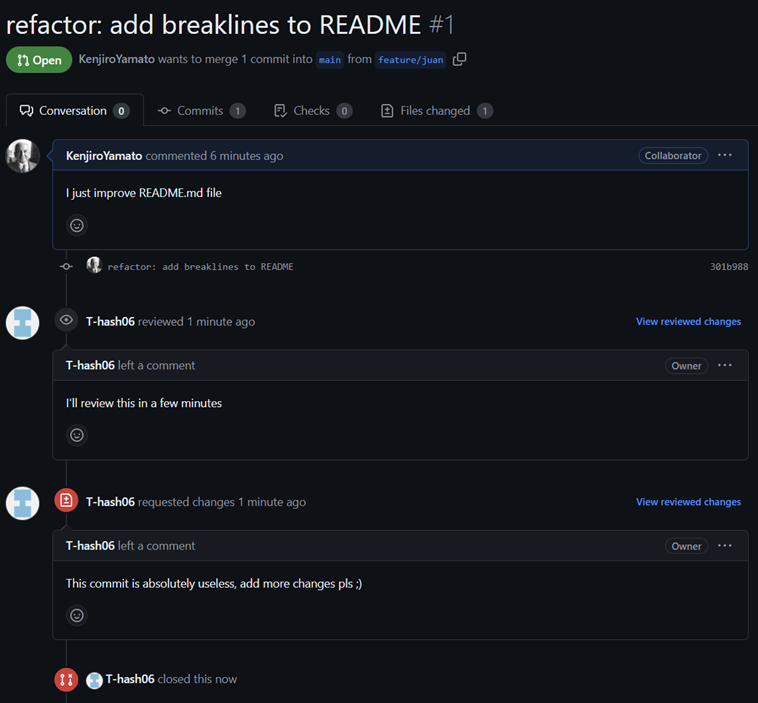 refactor: add breaklines to README #1
Open KenjiroYamato wants to merge 1 commit into main from feature/juan
Conversation 0 Commits 1 Checks 0 Files changed 1
KenjiroYamato commented 6 minutes ago Collaborator
I just improve README.md file
refactor: add breaklines to README 301b988
T-hash06 reviewed 1 minute ago View reviewed changes
T-hash06 left a comment Owner
I'll review this in a few minutes
T-hash06 requested changes 1 minute ago View reviewed changes
T-hash06 left a comment Owner
This commit is absolutely useless, add more changes pls ;)
T-hash06 closed this now